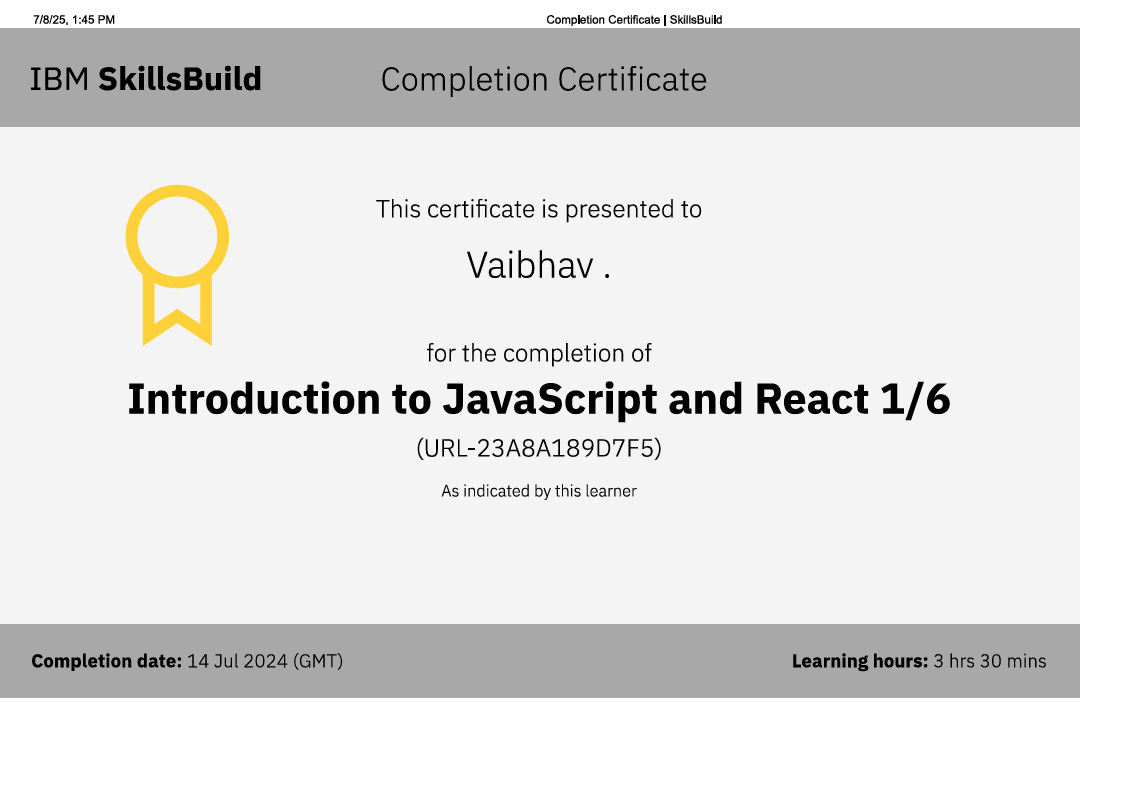 7/8/25, 1:45 PM Completion Certificate | SkillsBuild
IBM SkillsBuild Completion Certificate
This certificate is presented to
Vaibhav .
for the completion of
Introduction to JavaScript and React 1/6
(URL-23A8A189D7F5)
As indicated by this learner
Completion date: 14 Jul 2024 (GMT) Learning hours: 3 hrs 30 mins